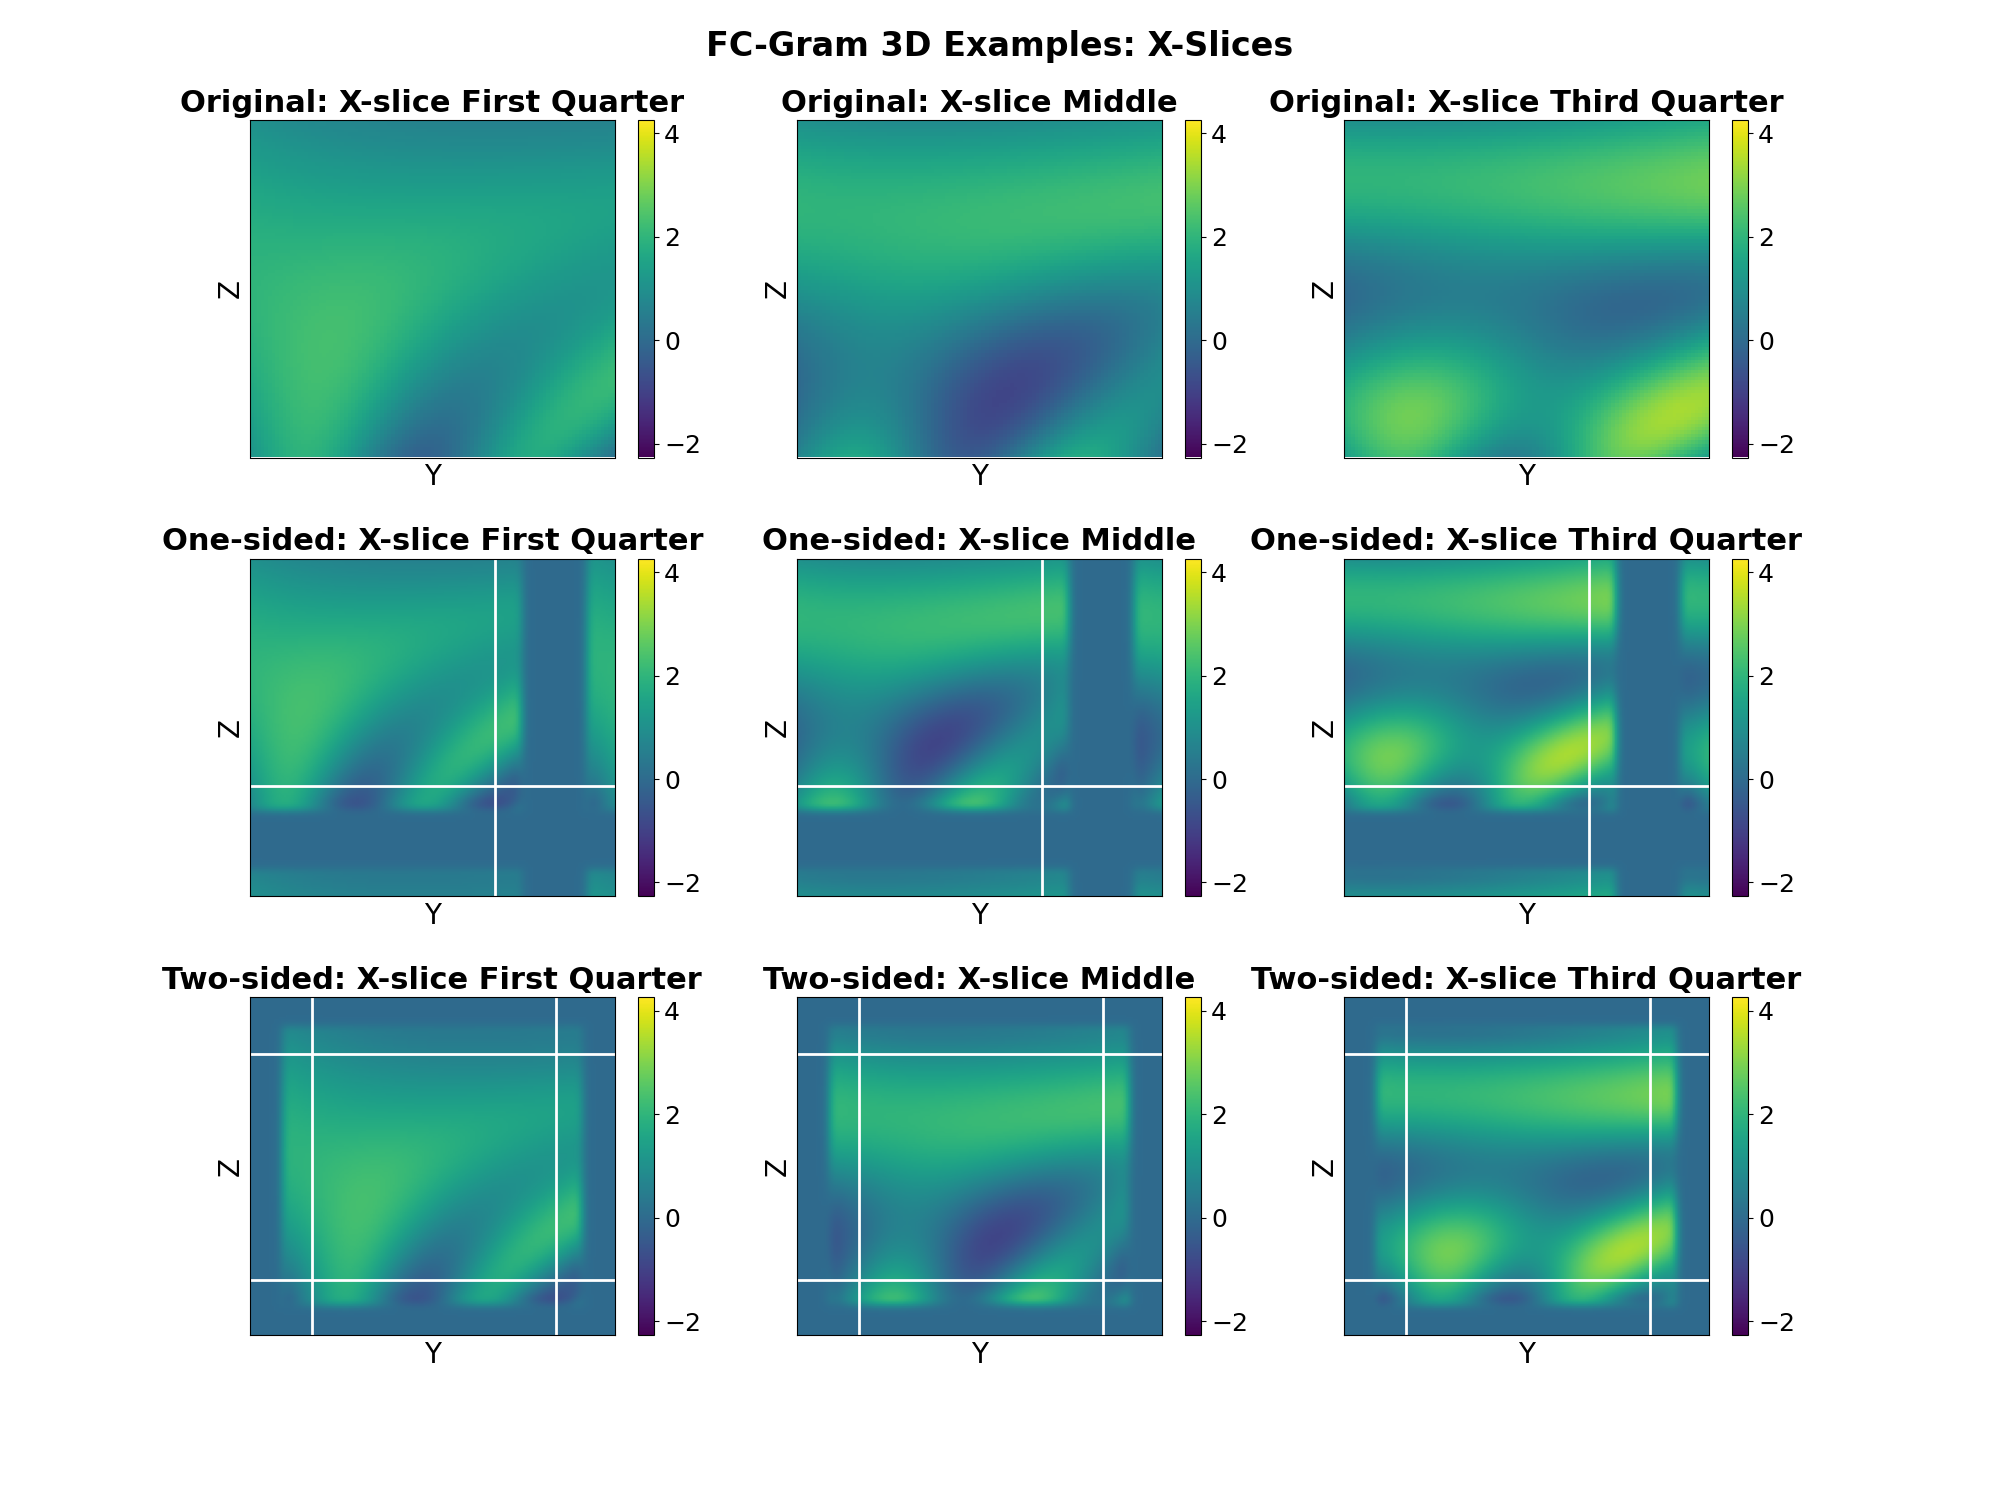 FC-Gram 3D Examples: X-Slices
Original: X-slice First Quarter
Z
Y
4
2
0
−2
Original: X-slice Middle
Z
Y
4
2
0
−2
Original: X-slice Third Quarter
Z
Y
4
2
0
−2
One-sided: X-slice First Quarter
Z
Y
4
2
0
−2
One-sided: X-slice Middle
Z
Y
4
2
0
−2
One-sided: X-slice Third Quarter
Z
Y
4
2
0
−2
Two-sided: X-slice First Quarter
Z
Y
4
2
0
−2
Two-sided: X-slice Middle
Z
Y
4
2
0
−2
Two-sided: X-slice Third Quarter
Z
Y
4
2
0
−2